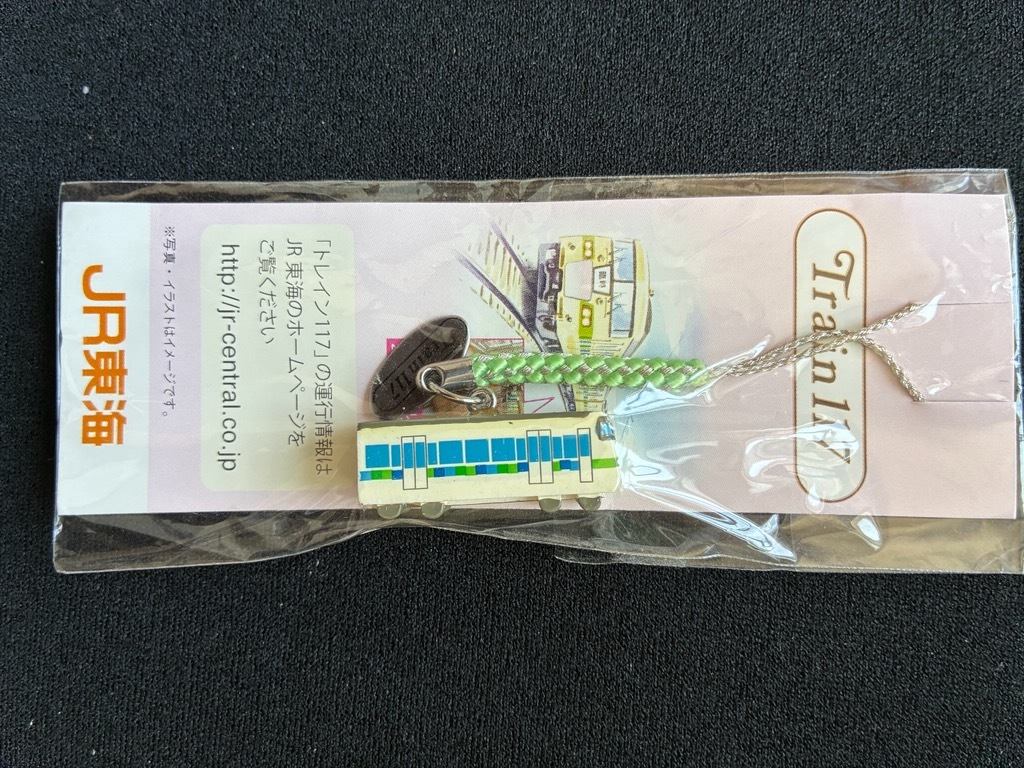 Train 117
「トレイン117」の運行情報は
JR 東海のホームページを
ご覧ください
http://jr-central.co.jp
※写真・イラストはイメージです。
JR東海